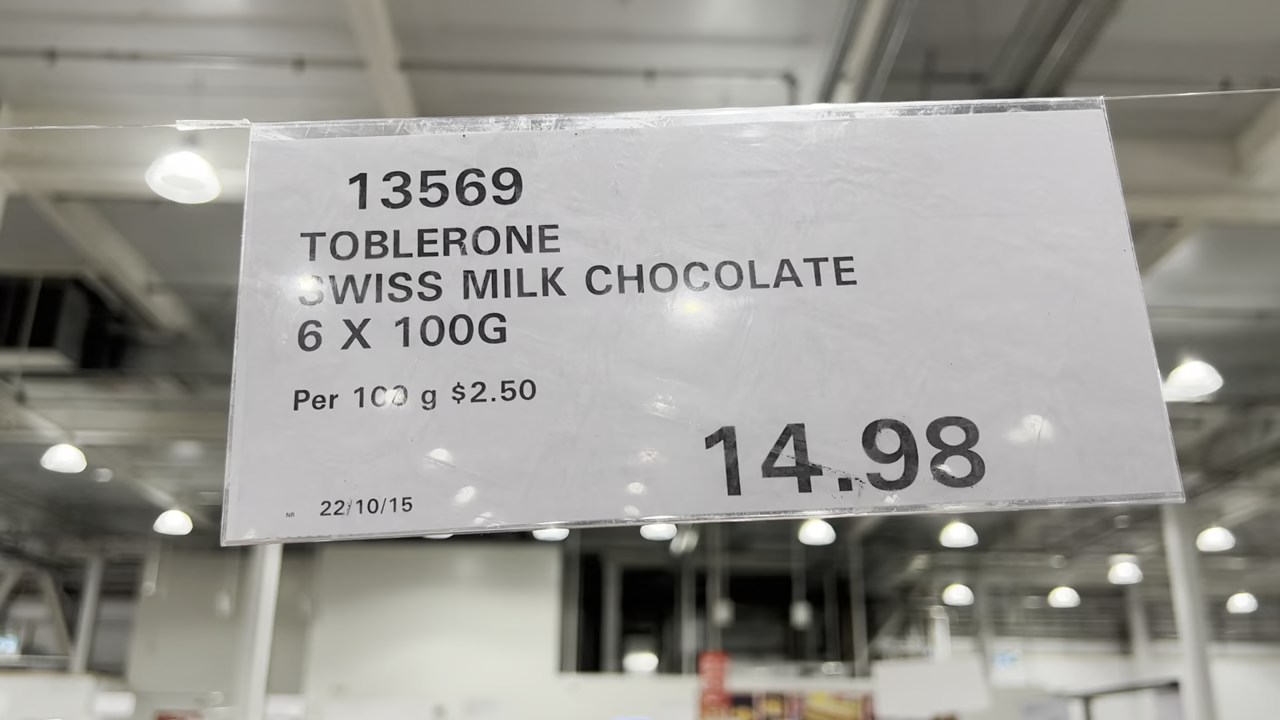 13569
TOBLERONE
SWISS MILK CHOCOLATE
6 X 100G
Per 100 g $2.50
14.98
NR 22/10/15